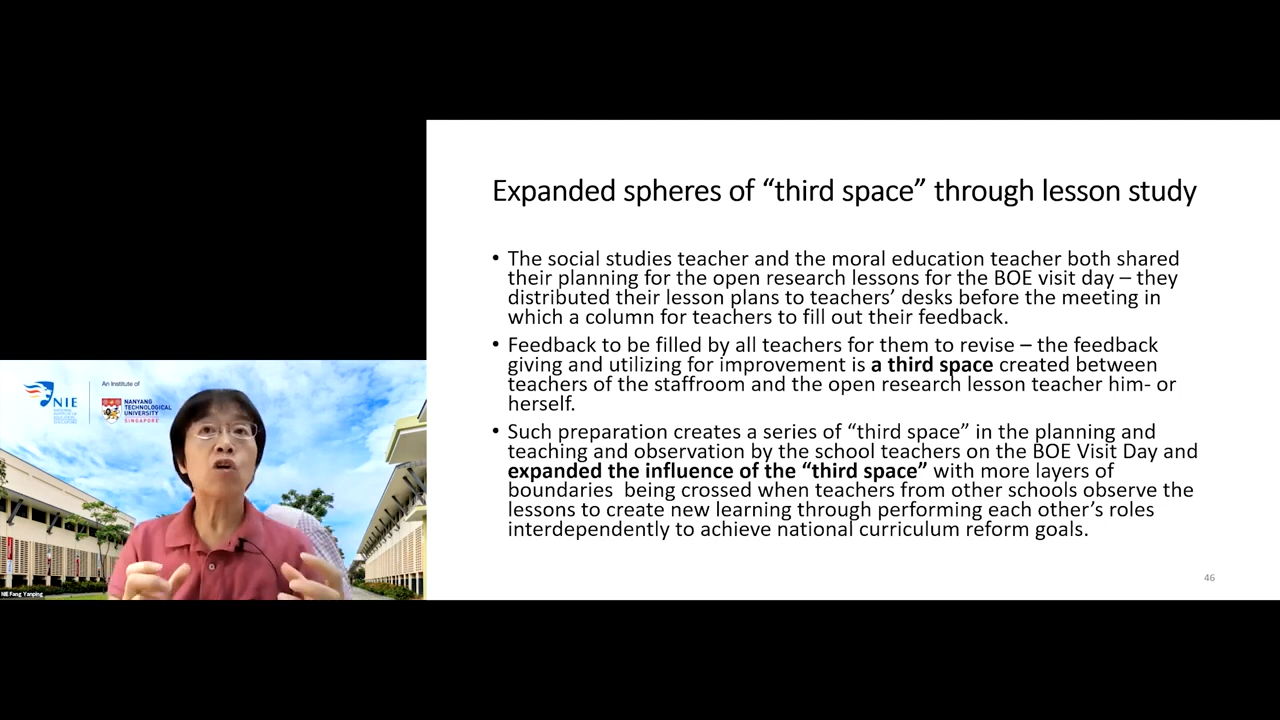 Expanded spheres of “third space” through lesson study
• The social studies teacher and the moral education teacher both shared
their planning for the open research lessons for the BOE visit day – they
distributed their lesson plans to teachers’ desks before the meeting in
which a column for teachers to fill out their feedback.
• Feedback to be filled by all teachers for them to revise – the feedback
giving and utilizing for improvement is a third space created between
teachers of the staffroom and the open research lesson teacher him- or
herself.
• Such preparation creates a series of “third space” in the planning and
teaching and observation by the school teachers on the BOE Visit Day and
expanded the influence of the “third space” with more layers of
boundaries  being crossed when teachers from other schools observe the
lessons to create new learning through performing each other’s roles
interdependently to achieve national curriculum reform goals.
46
NIE
NATIONAL
INSTITUTE OF
EDUCATION
SINGAPORE
An Institute of
NANYANG
TECHNOLOGICAL
UNIVERSITY
SINGAPORE
NIE Fang Yanping